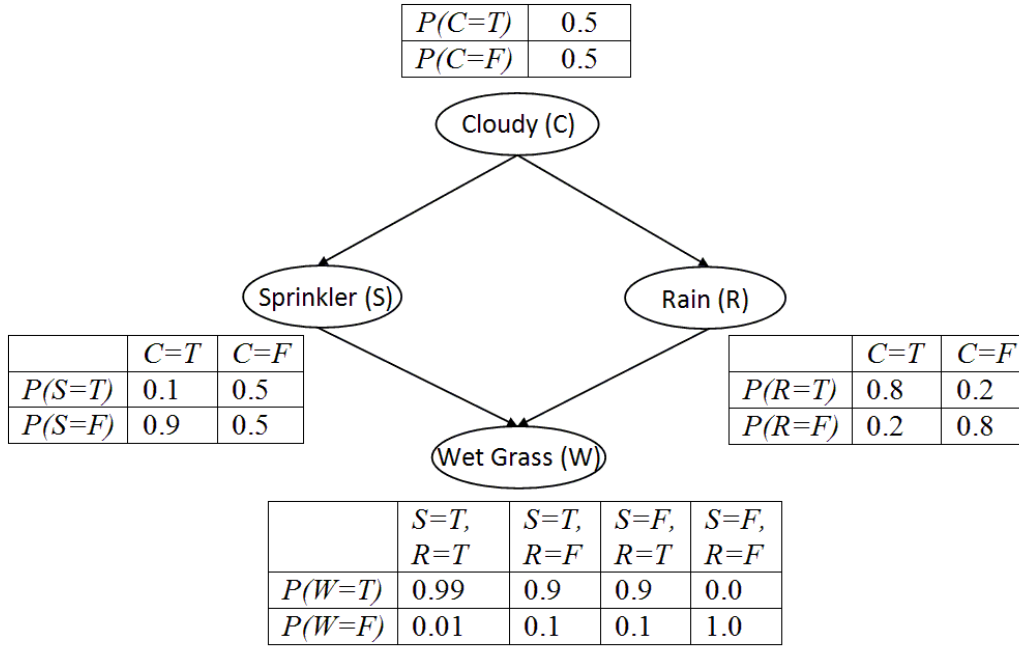 P(C=T) 0.5
P(C=F) 0.5
Cloudy (C)
Sprinkler (S)
Rain (R)
C=T C=F
P(S=T) 0.1 0.5
P(S=F) 0.9 0.5
C=T C=F
P(R=T) 0.8 0.2
P(R=F) 0.2 0.8
Wet Grass (W)
S=T, S=T, S=F, S=F,
R=T R=F R=T R=F
P(W=T) 0.99 0.9 0.9 0.0
P(W=F) 0.01 0.1 0.1 1.0